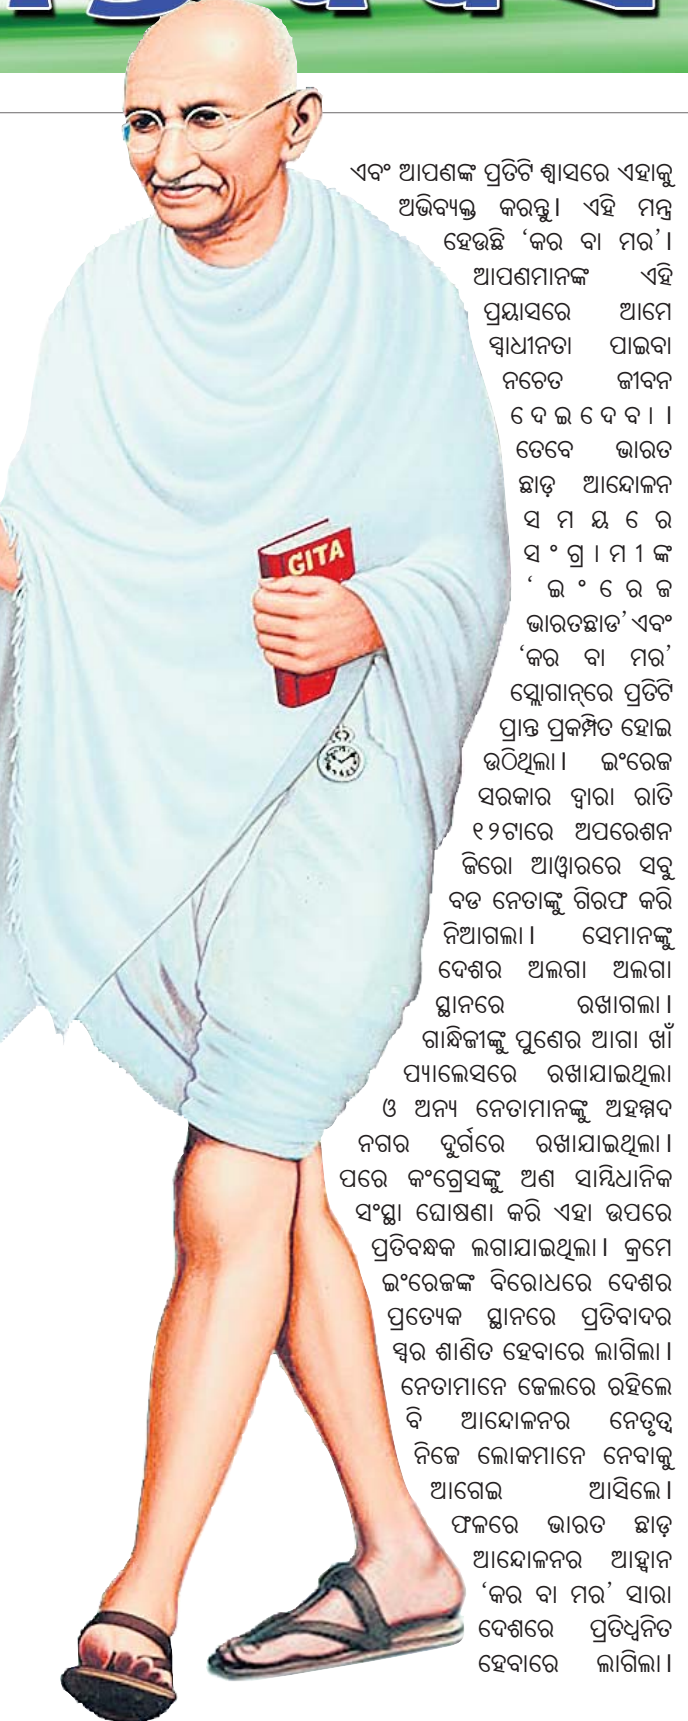 ଏବଂ ଆପଣଙ୍କ ପ୍ରତିଟି ଶ୍ୱାସରେ ଏହାକୁ
ଅଭିବ୍ୟକ୍ତ କରନ୍ତୁ। ଏହି ମନ୍ତ୍ର
ହେଉଛି ‘କର ବା ମର’।
ଆପଣମାନଙ୍କ ଏହି
ପ୍ରୟାସରେ ଆମେ
ସ୍ୱାଧୀନତା ପାଇବା
ନଚେତ ଜୀବନ
ଦେଇଦେବା।
ତେବେ ଭାରତ
ଛାଡ଼ ଆନ୍ଦୋଳନ
ସମୟରେ
ସଂଗ୍ରାମୀଙ୍କ
‘ଇଂରେଜ
ଭାରତଛାଡ’ ଏବଂ
‘କର ବା ମର’
ସ୍ଲୋଗାନ୍‌ରେ ପ୍ରତିଟି
ପ୍ରାନ୍ତ ପ୍ରକମ୍ପିତ ହୋଇ
ଉଠିଥିଲା। ଇଂରେଜ
ସରକାର ଦ୍ୱାରା ରାତି
୧୨ଟାରେ ଅପରେଶନ
ଜିରୋ ଆୱାରରେ ସବୁ
ବଡ ନେତାଙ୍କୁ ଗିରଫ କରି
ନିଆଗଲା। ସେମାନଙ୍କୁ
ଦେଶର ଅଲଗା ଅଲଗା
ସ୍ଥାନରେ ରଖାଗଲା।
ଗାନ୍ଧିଜୀଙ୍କୁ ପୁଣେର ଆଗା ଖାଁ
ପ୍ୟାଲେସରେ ରଖାଯାଇଥିଲା
ଓ ଅନ୍ୟ ନେତାମାନଙ୍କୁ ଅହମ୍ମଦ
ନଗର ଦୁର୍ଗରେ ରଖାଯାଇଥିଲା।
ପରେ କଂଗ୍ରେସଙ୍କୁ ଅଣ ସାମ୍ବିଧାନିକ
ସଂସ୍ଥା ଘୋଷଣା କରି ଏହା ଉପରେ
ପ୍ରତିବନ୍ଧକ ଲଗାଯାଇଥିଲା। କ୍ରମେ
ଇଂରେଜଙ୍କ ବିରୋଧରେ ଦେଶର
ପ୍ରତ୍ୟେକ ସ୍ଥାନରେ ପ୍ରତିବାଦର
ସ୍ୱର ଶାଣିତ ହେବାରେ ଲାଗିଲା।
ନେତାମାନେ ଜେଲରେ ରହିଲେ
ବି ଆନ୍ଦୋଳନର ନେତୃତ୍ୱ
ନିଜେ ଲୋକମାନେ ନେବାକୁ
ଆଗେଇ ଆସିଲେ।
ଫଳରେ ଭାରତ ଛାଡ଼
ଆନ୍ଦୋଳନର ଆହ୍ୱାନ
‘କର ବା ମର’ ସାରା
ଦେଶରେ ପ୍ରତିଧ୍ୱନିତ
ହେବାରେ ଲାଗିଲା।
GITA